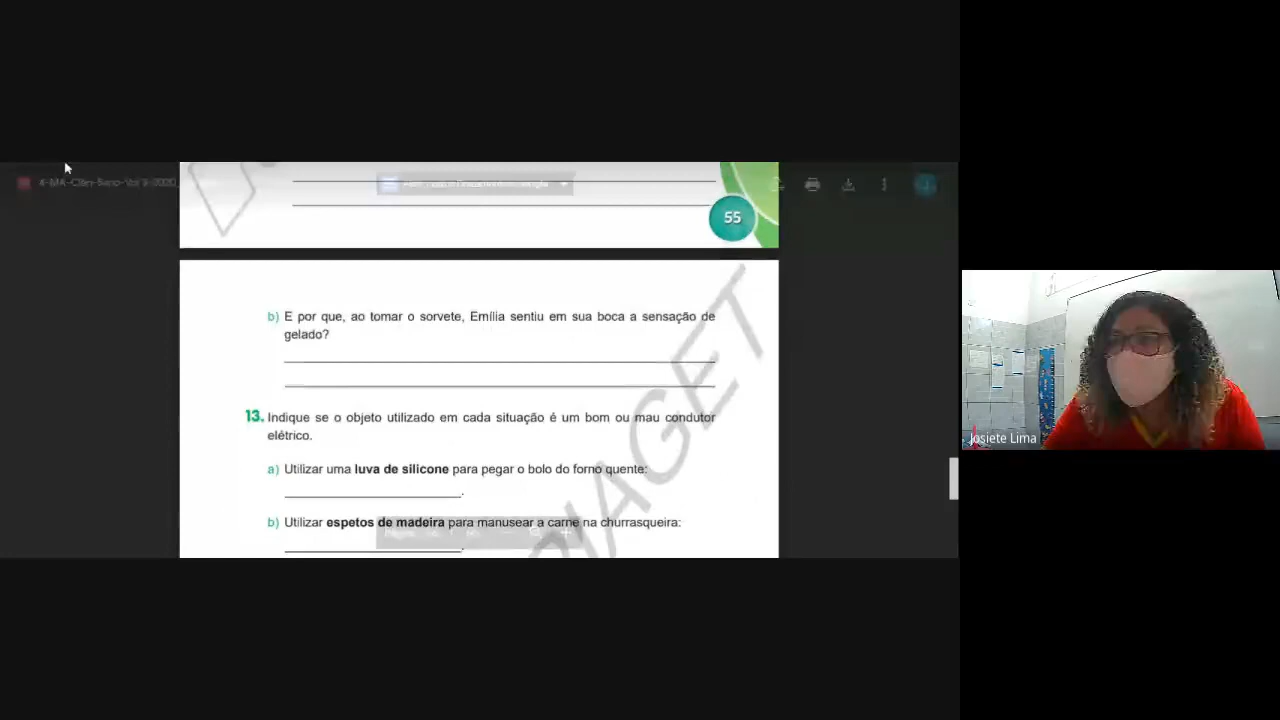 55
b) E por que, ao tomar o sorvete, Emília sentiu em sua boca a sensação de
gelado?
13. Indique se o objeto utilizado em cada situação é um bom ou mau condutor
elétrico.
a) Utilizar uma luva de silicone para pegar o bolo do forno quente:
b) Utilizar espetos de madeira para manusear a carne na churrasqueira:
PIAGET
Josiete Lima